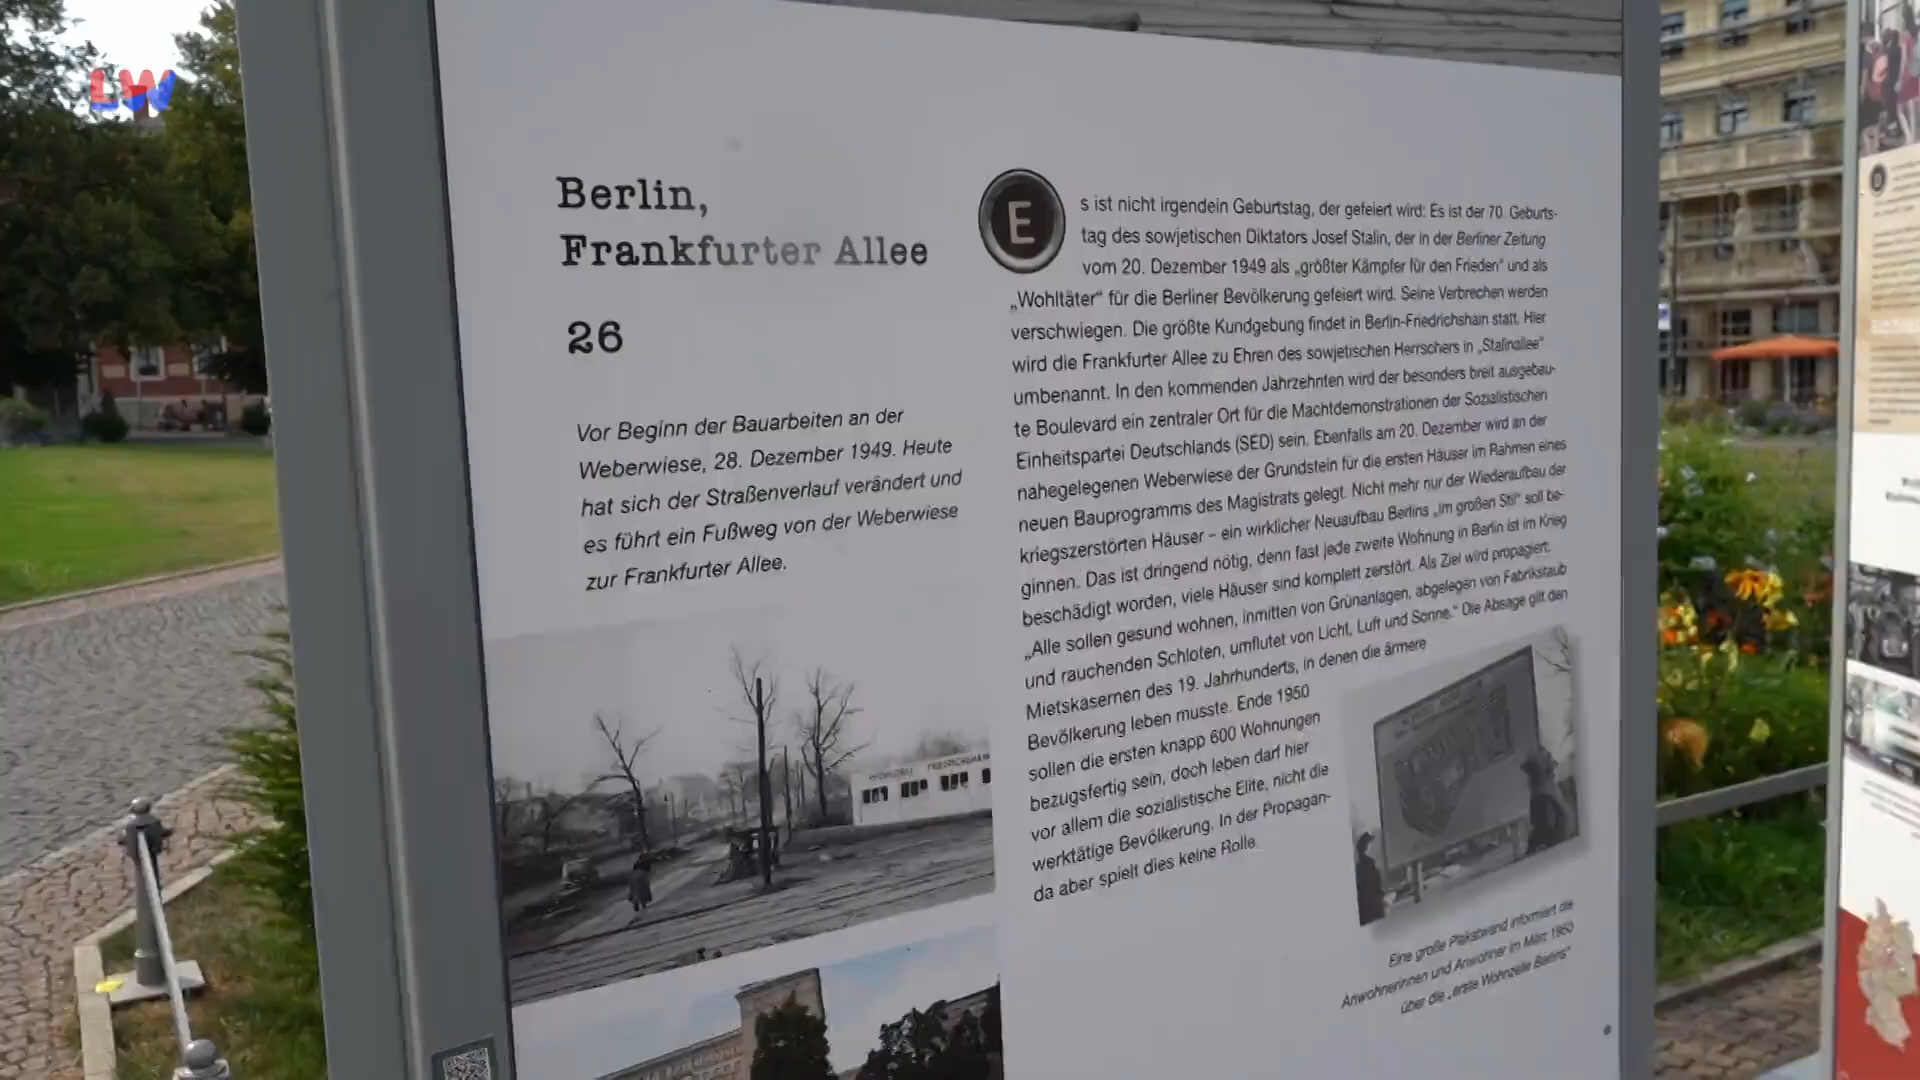 LW
Berlin,
Frankfurter Allee
26
Vor Beginn der Bauarbeiten an der
Weberwiese, 28. Dezember 1949. Heute
hat sich der Straßenverlauf verändert und
es führt ein Fußweg von der Weberwiese
zur Frankfurter Allee.
Es ist nicht irgendein Geburtstag, der gefeiert wird: Es ist der 70. Geburts-
tag des sowjetischen Diktators Josef Stalin, der in der Berliner Zeitung
vom 20. Dezember 1949 als „größter Kämpfer für den Frieden“ und als
„Wohltäter“ für die Berliner Bevölkerung gefeiert wird. Seine Verbrechen werden
verschwiegen. Die größte Kundgebung findet in Berlin-Friedrichshain statt. Hier
wird die Frankfurter Allee zu Ehren des sowjetischen Herrschers in „Stalinallee“
umbenannt. In den kommenden Jahrzehnten wird der besonders breit ausgebau-
te Boulevard ein zentraler Ort für die Machtdemonstrationen der Sozialistischen
Einheitspartei Deutschlands (SED) sein. Ebenfalls am 20. Dezember wird an der
nahegelegenen Weberwiese der Grundstein für die ersten Häuser im Rahmen eines
neuen Bauprogramms des Magistrats gelegt. Nicht mehr nur der Wiederaufbau der
kriegszerstörten Häuser – ein wirklicher Neuaufbau Berlins „im großen Stil“ soll be-
ginnen. Das ist dringend nötig, denn fast jede zweite Wohnung in Berlin ist im Krieg
beschädigt worden, viele Häuser sind komplett zerstört. Als Ziel wird propagiert:
„Alle sollen gesund wohnen, inmitten von Grünanlagen, abgelegen von Fabrikstaub
und rauchenden Schloten, umflutet von Licht, Luft und Sonne.“ Die Absage gilt den
Mietskasernen des 19. Jahrhunderts, in denen die ärmere
Bevölkerung leben musste. Ende 1950
sollen die ersten knapp 600 Wohnungen
bezugsfertig sein, doch leben darf hier
vor allem die sozialistische Elite, nicht die
werktätige Bevölkerung. In der Propagan-
da aber spielt dies keine Rolle.
Eine große Plakatwand informiert die
Anwohnerinnen und Anwohner im März 1950
über die „erste Wohnzelle Berlins“